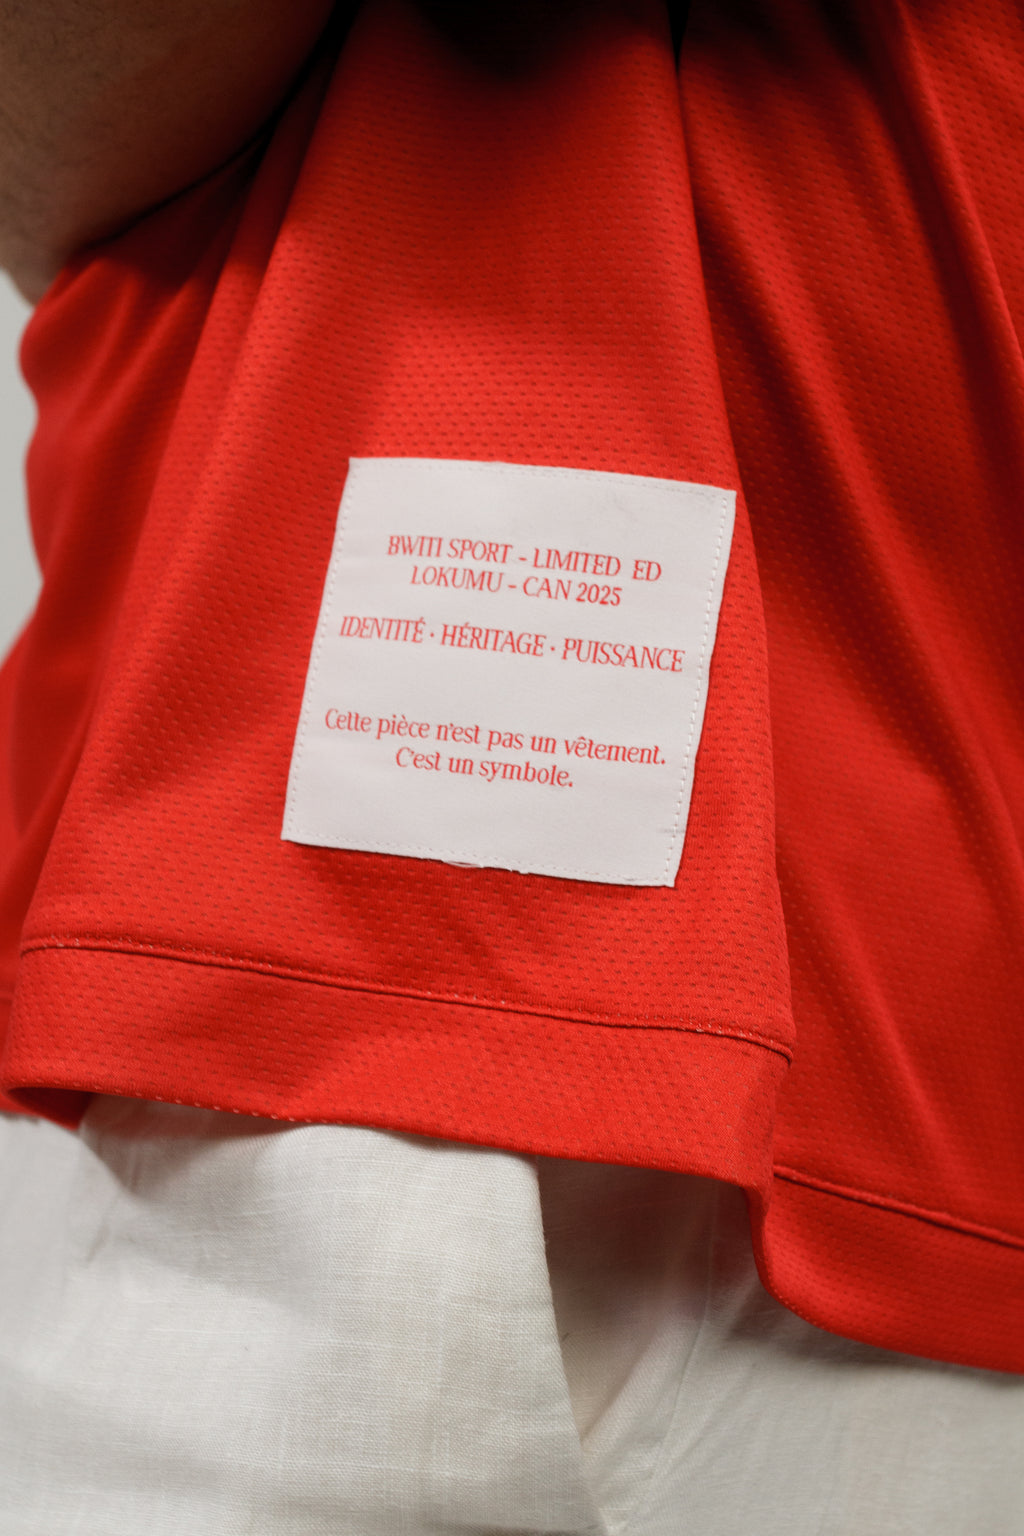 BWITI SPORT - LIMITED ED
LOKUMU - CAN 2025
IDENTITÉ · HÉRITAGE · PUISSANCE
Cette pièce n'est pas un vêtement.
C'est un symbole.